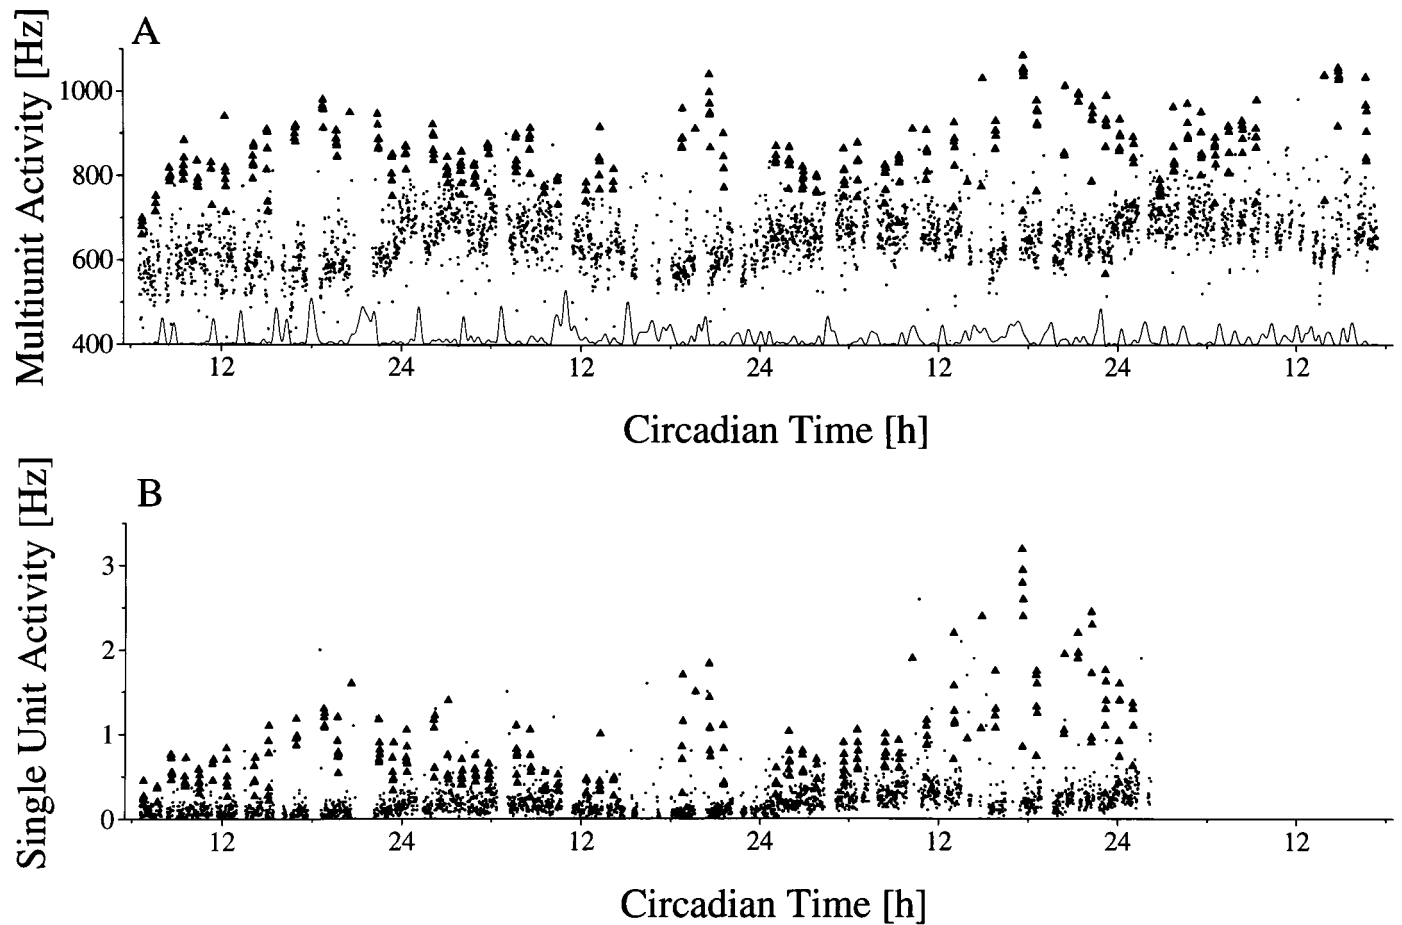 A
Multiunit Activity [Hz]
1000
800
600
400
12 24 12 24 12 24 12
Circadian Time [h]
B
Single Unit Activity [Hz]
3
2
1
0
12 24 12 24 12 24 12
Circadian Time [h]